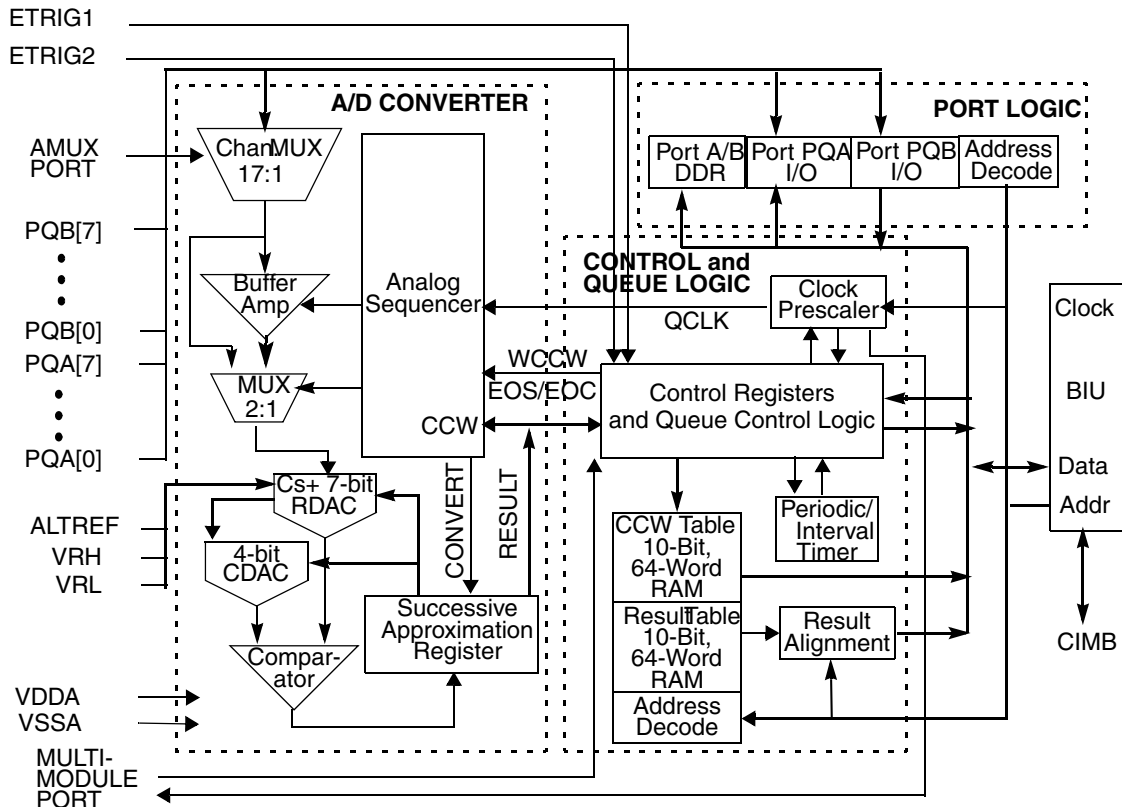 ETRIG1
ETRIG2
A/D CONVERTER
PORT LOGIC
AMUX
PORT
Chan. MUX
17:1
Port A/B
DDR
Port PQA
I/O
Port PQB
I/O
Address
Decode
PQB[7]
PQB[0]
PQA[7]
PQA[0]
Buffer
Amp
Analog
Sequencer
CONTROL and
QUEUE LOGIC
Clock
Prescaler
QCLK
Clock
BIU
Data
Addr
MUX
2:1
WCCW
EOS/EOC
CCW
Control Registers
and Queue Control Logic
Cs+ 7-bit
RDAC
CONVERT
RESULT
Periodic/
Interval
Timer
ALTREF
VRH
VRL
4-bit
CDAC
CCW Table
10-Bit,
64-Word
RAM
Successive
Approximation
Register
Result Table
10-Bit,
64-Word
RAM
Result
Alignment
CIMB
Compar-
ator
VDDA
VSSA
Address
Decode
MULTI-
MODULE
PORT